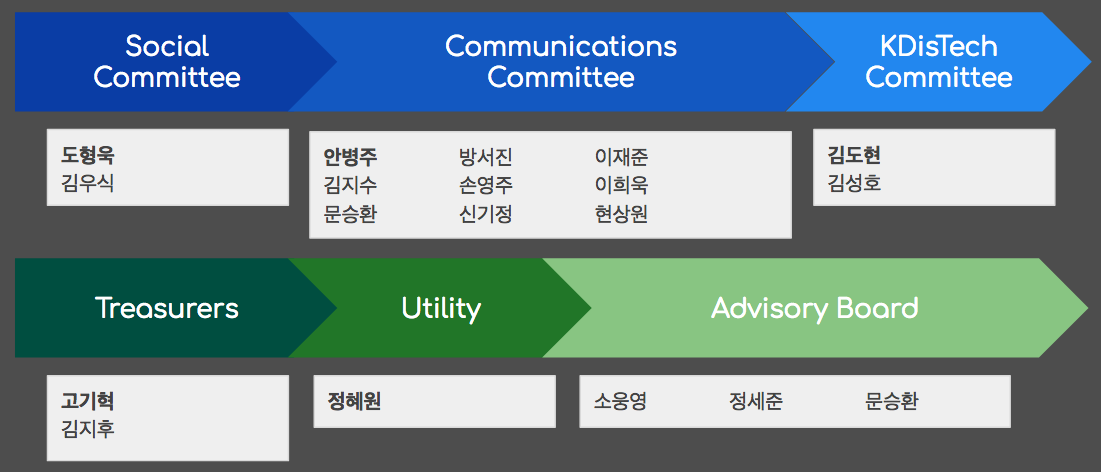 Social
Committee
Communications
Committee
KDisTech
Committee
도형욱
김우식
안병주 방서진 이재준
김지수 손영주 이희욱
문승환 신기정 현상원
김도현
김성호
Treasurers
Utility
Advisory Board
고기혁
김지후
정혜원
소웅영 정세준 문승환